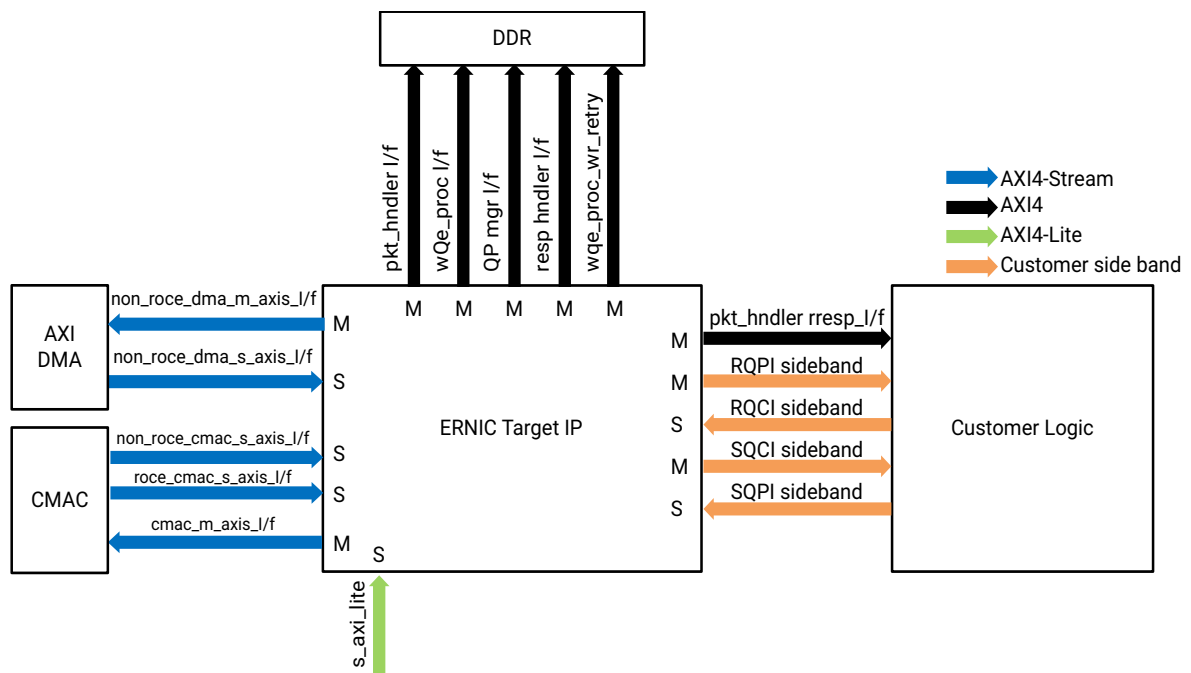 DDR
pkt_hndler I/f
wQe_proc I/f
QP mgr I/f
resp hndler I/f
wqe_proc_wr_retry
AXI4-Stream
AXI4
AXI4-Lite
Customer side band
AXI
DMA
non_roce_dma_m_axis_I/f
non_roce_dma_s_axis_I/f
M
S
M
M
M
M
M
CMAC
non_roce_cmac_s_axis_I/f
roce_cmac_s_axis_I/f
cmac_m_axis_I/f
S
S
M
S
ERNIC Target IP
M
M
S
M
S
pkt_hndler rresp_I/f
RQPI sideband
RQCI sideband
SQCI sideband
SQPI sideband
Customer Logic
s_axi_lite